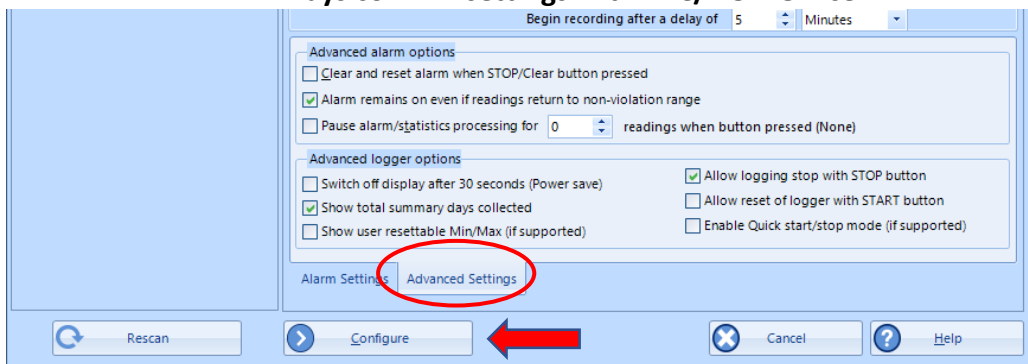 Begin recording after a delay of 5 Minutes
Advanced alarm options
Clear and reset alarm when STOP/Clear button pressed
Alarm remains on even if readings return to non-violation range
Pause alarm/statistics processing for 0 readings when button pressed (None)
Advanced logger options
Switch off display after 30 seconds (Power save)
Show total summary days collected
Show user resettable Min/Max (if supported)
Allow logging stop with STOP button
Allow reset of logger with START button
Enable Quick start/stop mode (if supported)
Alarm Settings Advanced Settings
Rescan Configure Cancel Help